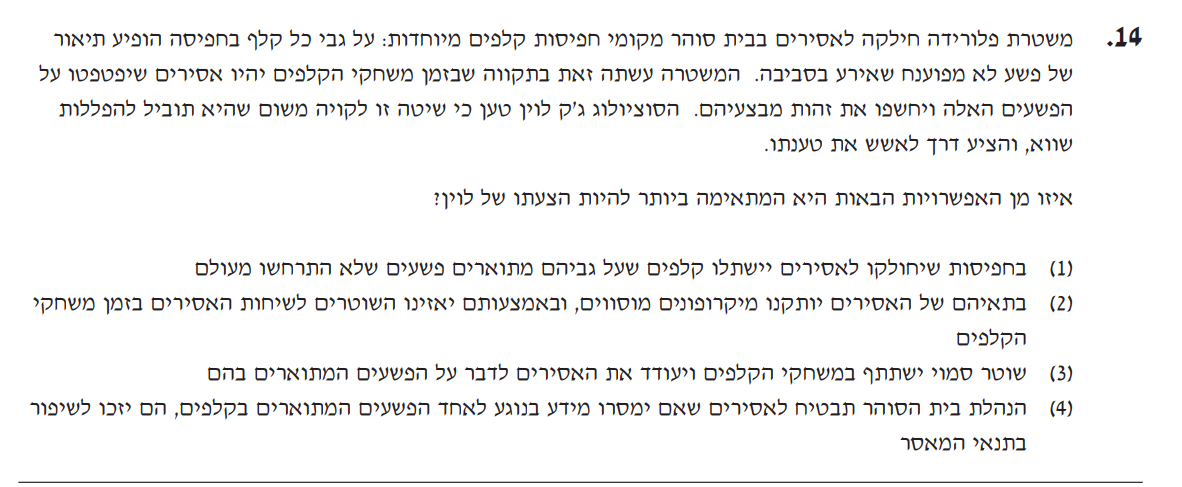 14. משטרת פלורידה חילקה לאסירים בבית סוהר מקומי חפיסות קלפים מיוחדות: על גבי כל קלף בחפיסה הופיע תיאור
של פשע לא מפוענח שאירע בסביבה. המשטרה עשתה זאת בתקווה שבזמן משחקי הקלפים יהיו אסירים שיפטפטו על
הפשעים האלה ויחשפו את זהות מבצעיהם. הסוציולוג ג'ק לוין טען כי שיטה זו לקויה משום שהיא תוביל להפללות
שווא, והציע דרך לאשש את טענתו.
איזו מן האפשרויות הבאות היא המתאימה ביותר להיות הצעתו של לוין?
(1) בחפיסות שיחולקו לאסירים יישתלו קלפים שעל גביהם מתוארים פשעים שלא התרחשו מעולם
(2) בתאיהם של האסירים יותקנו מיקרופונים מוסווים, ובאמצעותם יאזינו השוטרים לשיחות האסירים בזמן משחקי
הקלפים
(3) שוטר סמוי ישתתף במשחקי הקלפים ויעודד את האסירים לדבר על הפשעים המתוארים בהם
(4) הנהלת בית הסוהר תבטיח לאסירים שאם ימסרו מידע בנוגע לאחד הפשעים המתוארים בקלפים, הם יזכו לשיפור
בתנאי המאסר